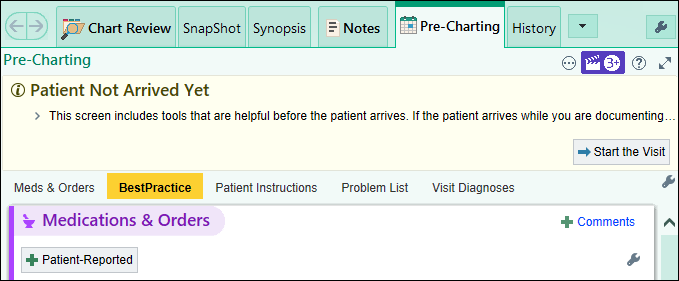 Chart Review SnapShot Synopsis Notes Pre-Charting History
Pre-Charting 3+ ?
Patient Not Arrived Yet
This screen includes tools that are helpful before the patient arrives. If the patient arrives while you are documenting...
Start the Visit
Meds & Orders BestPractice Patient Instructions Problem List Visit Diagnoses
Medications & Orders + Comments
+ Patient-Reported